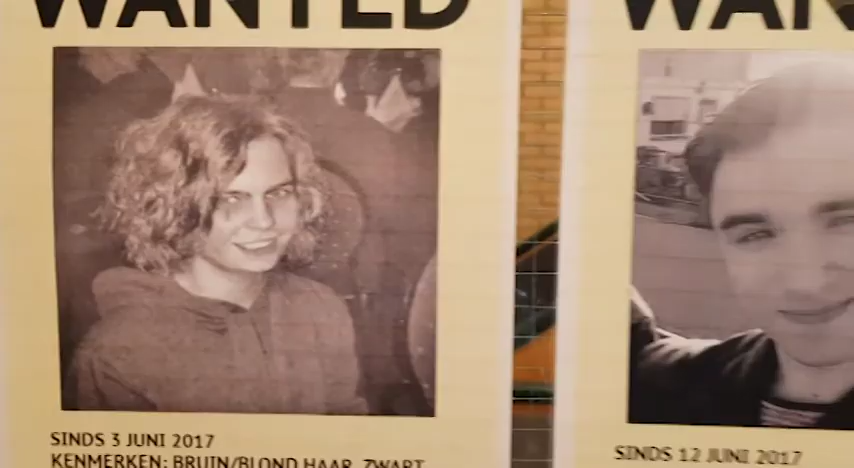 WANTED
SINDS 3 JUNI 2017
KENMERKEN: BRUIN/BLOND HAAR, ZWART
WAN
SINDS 12 JUNI 2017